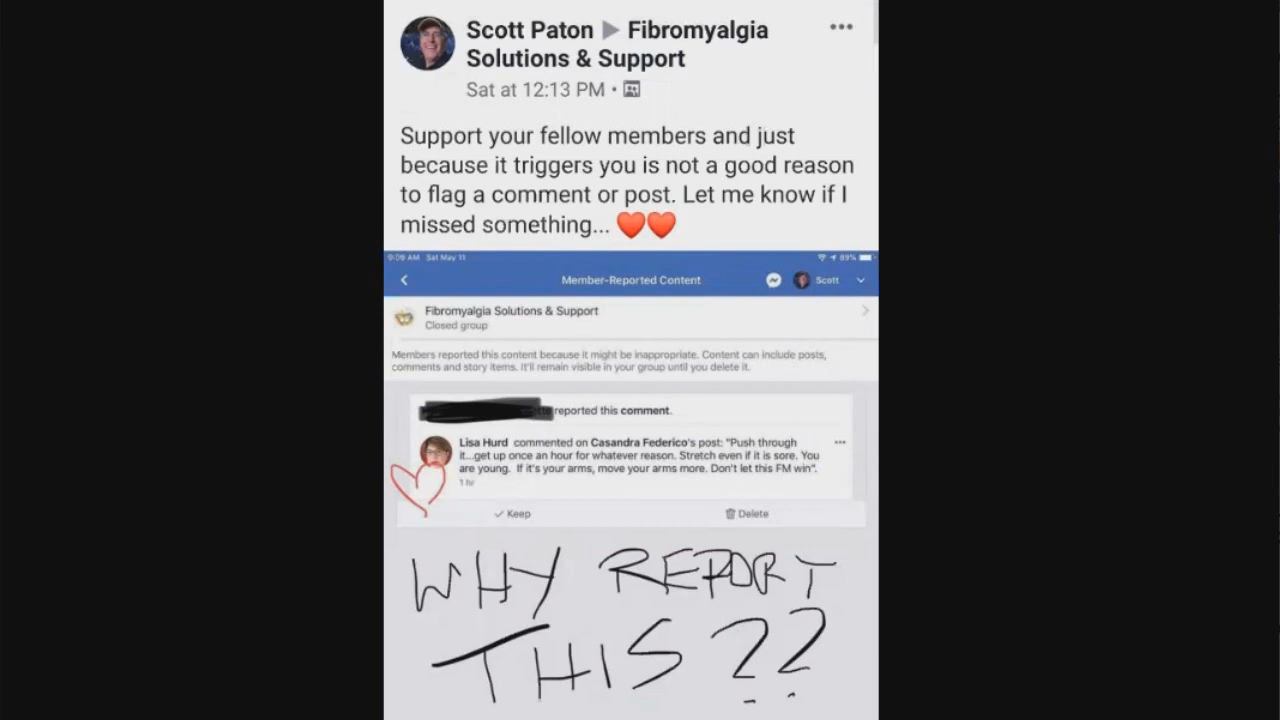 Scott Paton ▶ Fibromyalgia
Solutions & Support
Sat at 12:13 PM •
Support your fellow members and just
because it triggers you is not a good reason
to flag a comment or post. Let me know if I
missed something... ❤️❤️
9:09 AM Sat May 11
89%
Member-Reported Content
Scott
Fibromyalgia Solutions & Support
Closed group
Members reported this content because it might be inappropriate. Content can include posts,
comments and story items. It'll remain visible in your group until you delete it.
reported this comment.
Lisa Hurd commented on Casandra Federico's post: "Push through
it...get up once an hour for whatever reason. Stretch even if it is sore. You
are young. If it's your arms, move your arms more. Don't let this FM win".
1 hr
Keep
Delete
WHY REPORT
THIS??